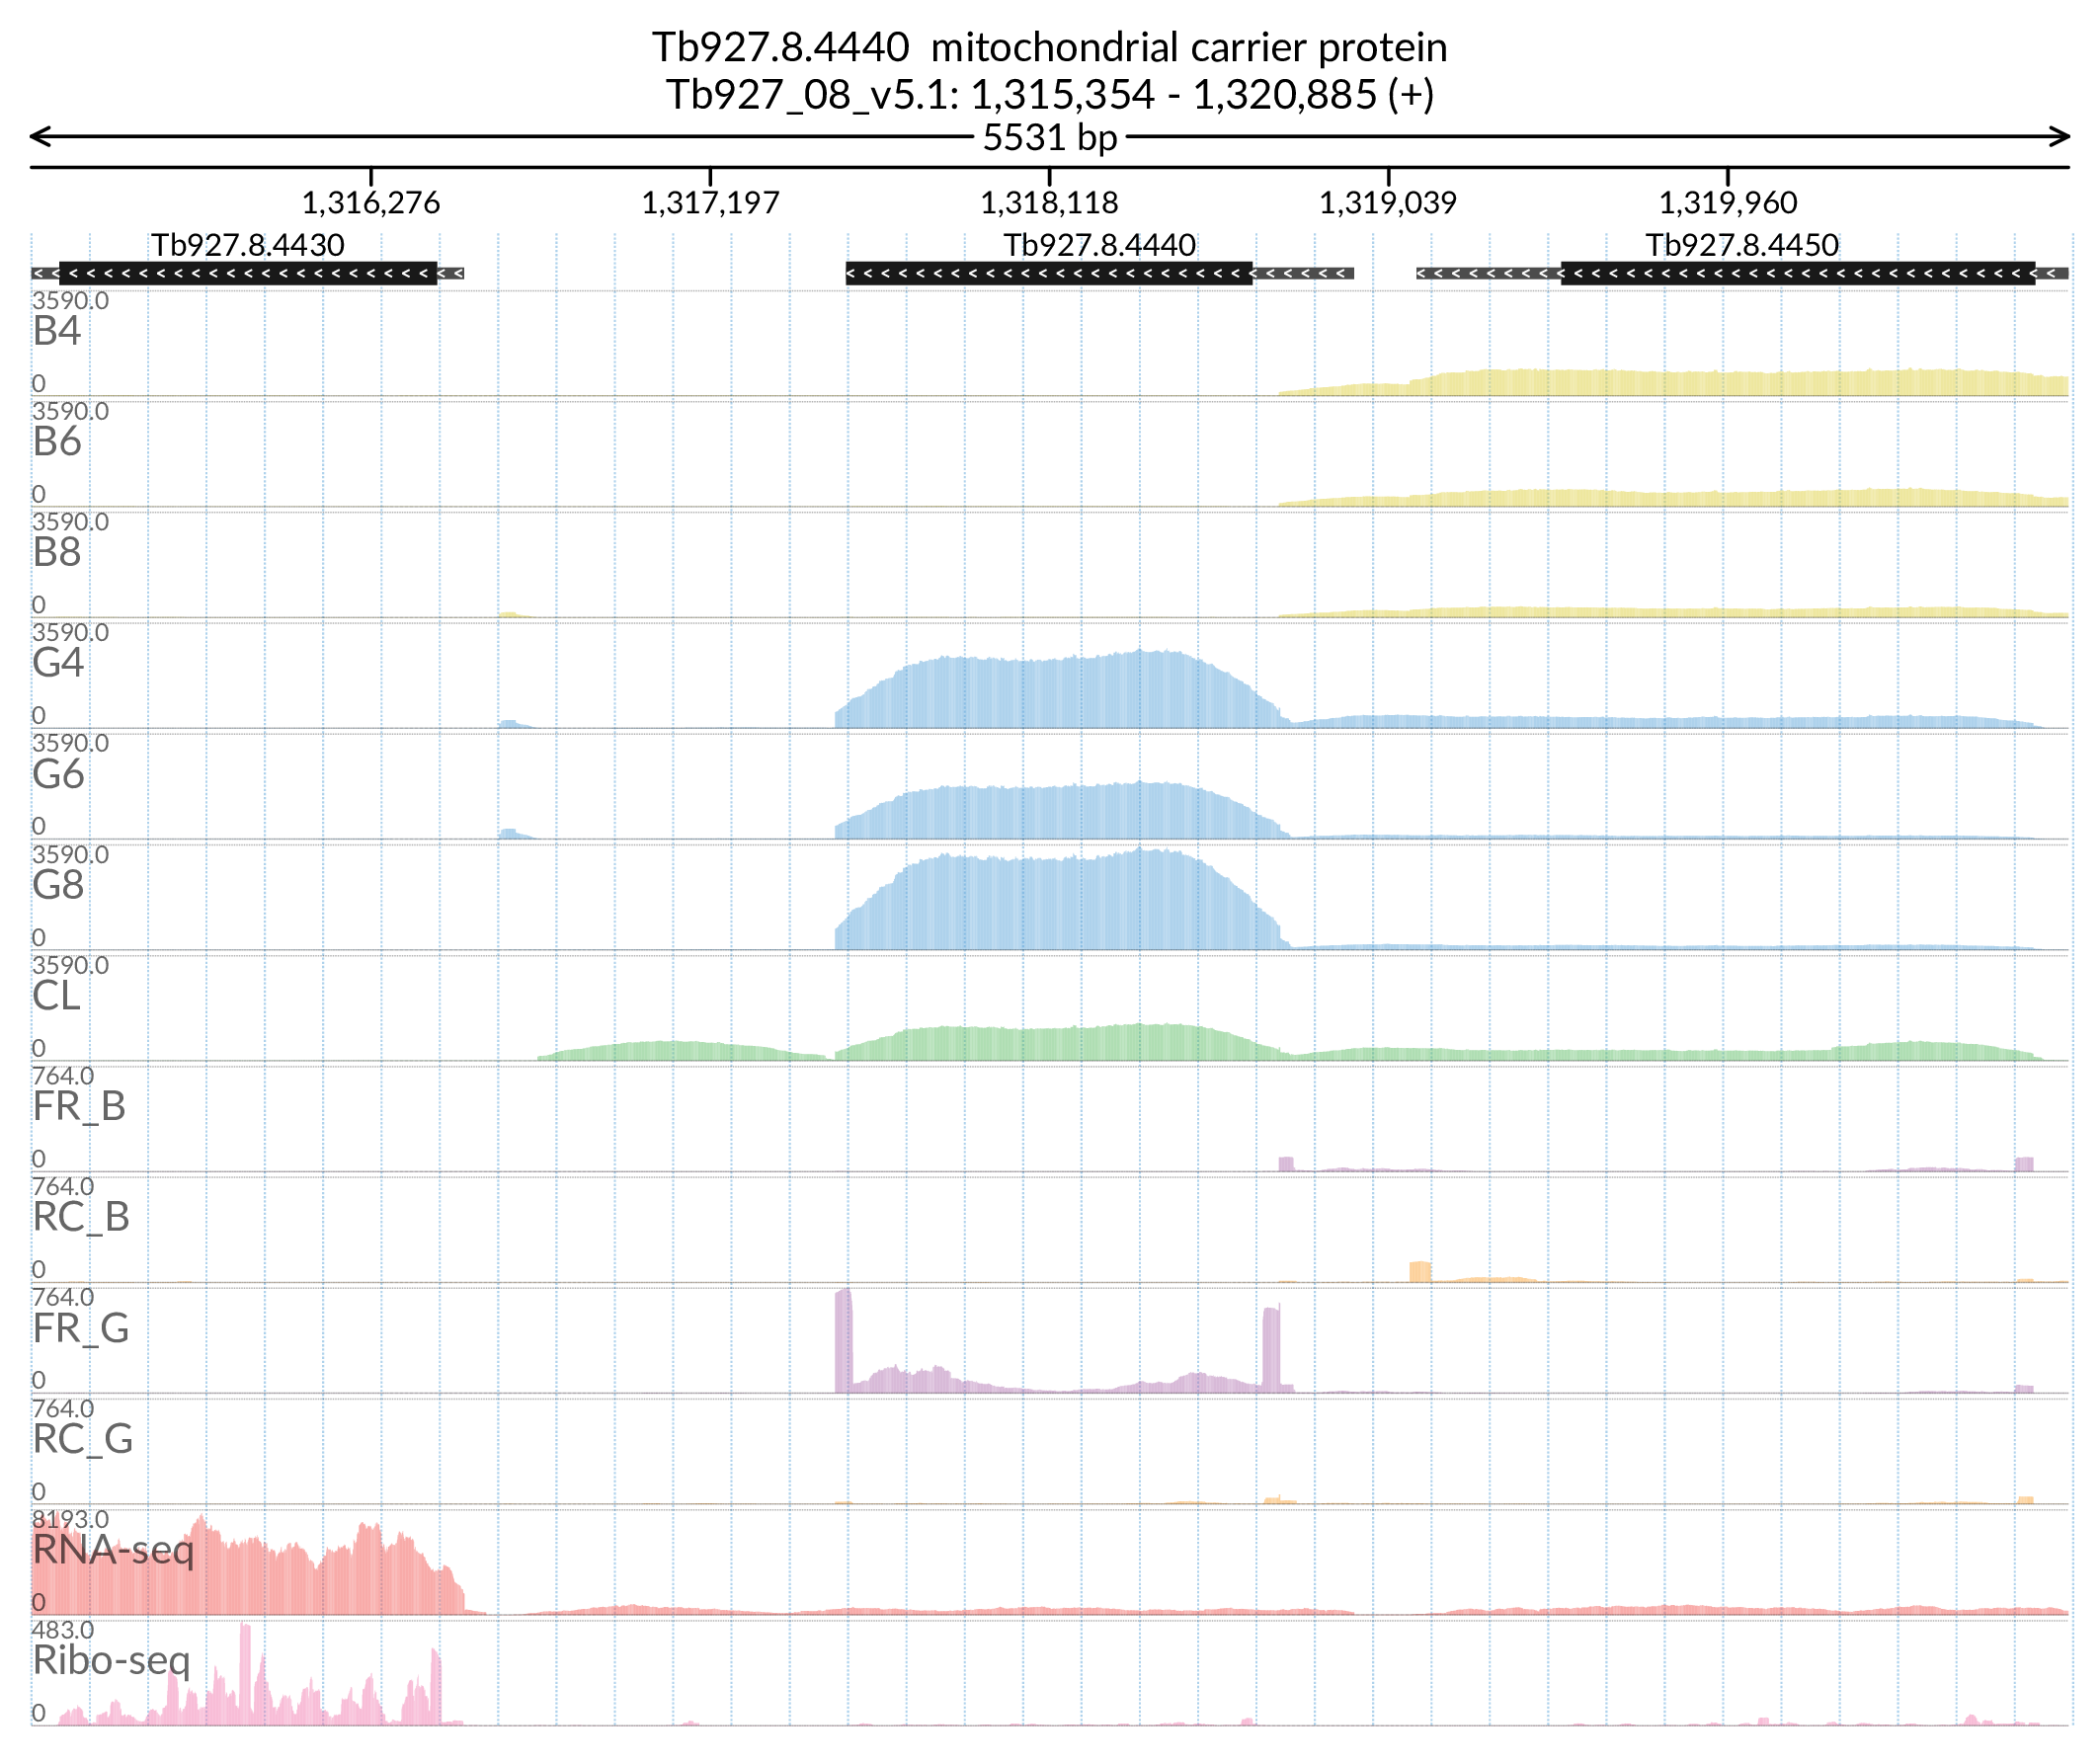 Tb927.8.4440  mitochondrial carrier protein
Tb927_08_v5.1: 1,315,354 - 1,320,885 (+)
5531 bp
1,316,276 1,317,197 1,318,118 1,319,039 1,319,960
Tb927.8.4430 Tb927.8.4440 Tb927.8.4450
3590.0
B4
0
3590.0
B6
0
3590.0
B8
0
3590.0
G4
0
3590.0
G6
0
3590.0
G8
0
3590.0
CL
0
764.0
FR_B
0
764.0
RC_B
0
764.0
FR_G
0
764.0
RC_G
0
8193.0
RNA-seq
0
483.0
Ribo-seq
0